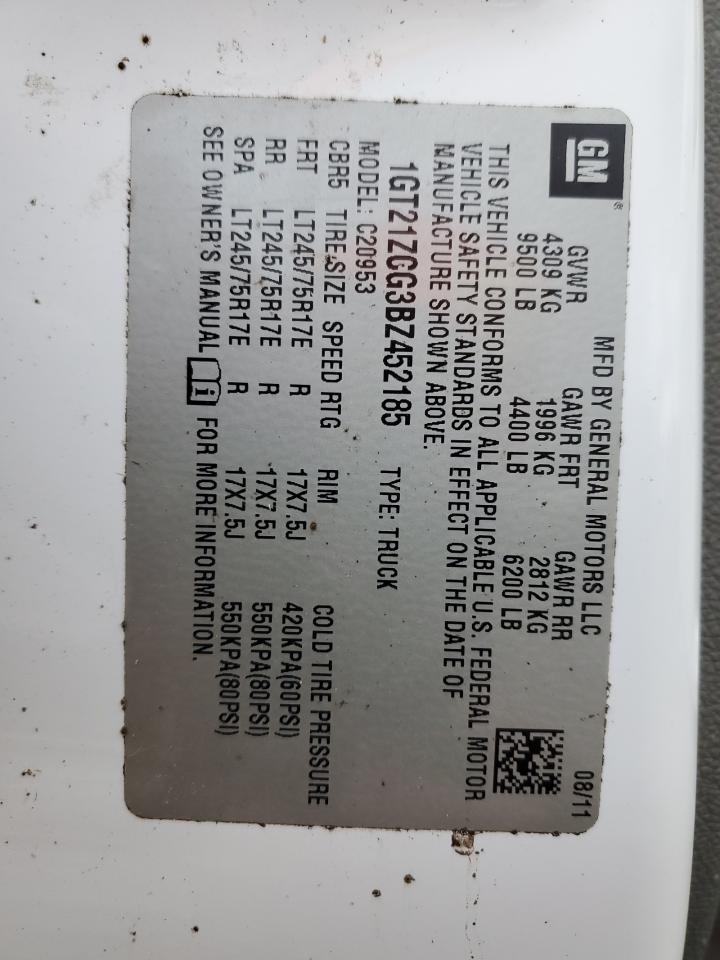 GM®
MFD BY GENERAL MOTORS LLC 08/11
GVWR GAWR FRT GAWR RR
4309 KG 1996 KG 2812 KG
9500 LB 4400 LB 6200 LB
THIS VEHICLE CONFORMS TO ALL APPLICABLE U.S. FEDERAL MOTOR
VEHICLE SAFETY STANDARDS IN EFFECT ON THE DATE OF
MANUFACTURE SHOWN ABOVE.
1GT21ZCG3BZ452185 TYPE: TRUCK
MODEL: C20953
CBR5 TIRE SIZE SPEED RTG RIM COLD TIRE PRESSURE
FRT LT245/75R17E R 17X7.5J 420KPA(60PSI)
RR LT245/75R17E R 17X7.5J 550KPA(80PSI)
SPA LT245/75R17E R 17X7.5J 550KPA(80PSI)
SEE OWNER'S MANUAL i FOR MORE INFORMATION.